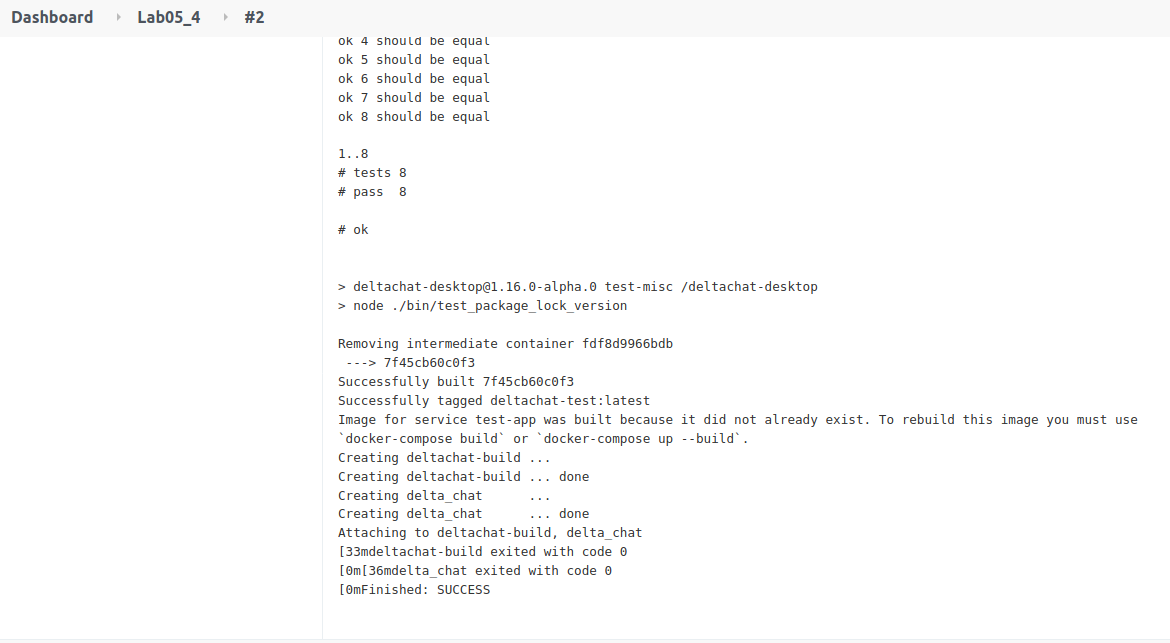 Dashboard Lab05_4 #2
ok 4 should be equal
ok 5 should be equal
ok 6 should be equal
ok 7 should be equal
ok 8 should be equal
1..8
# tests 8
# pass  8
# ok
> deltachat-desktop@1.16.0-alpha.0 test-misc /deltachat-desktop
> node ./bin/test_package_lock_version
Removing intermediate container fdf8d9966bdb
 ---> 7f45cb60c0f3
Successfully built 7f45cb60c0f3
Successfully tagged deltachat-test:latest
Image for service test-app was built because it did not already exist. To rebuild this image you must use
`docker-compose build` or `docker-compose up --build`.
Creating deltachat-build ...
Creating deltachat-build ... done
Creating delta_chat      ...
Creating delta_chat      ... done
Attaching to deltachat-build, delta_chat
[33mdeltachat-build exited with code 0
[0m[36mdelta_chat exited with code 0
[0mFinished: SUCCESS